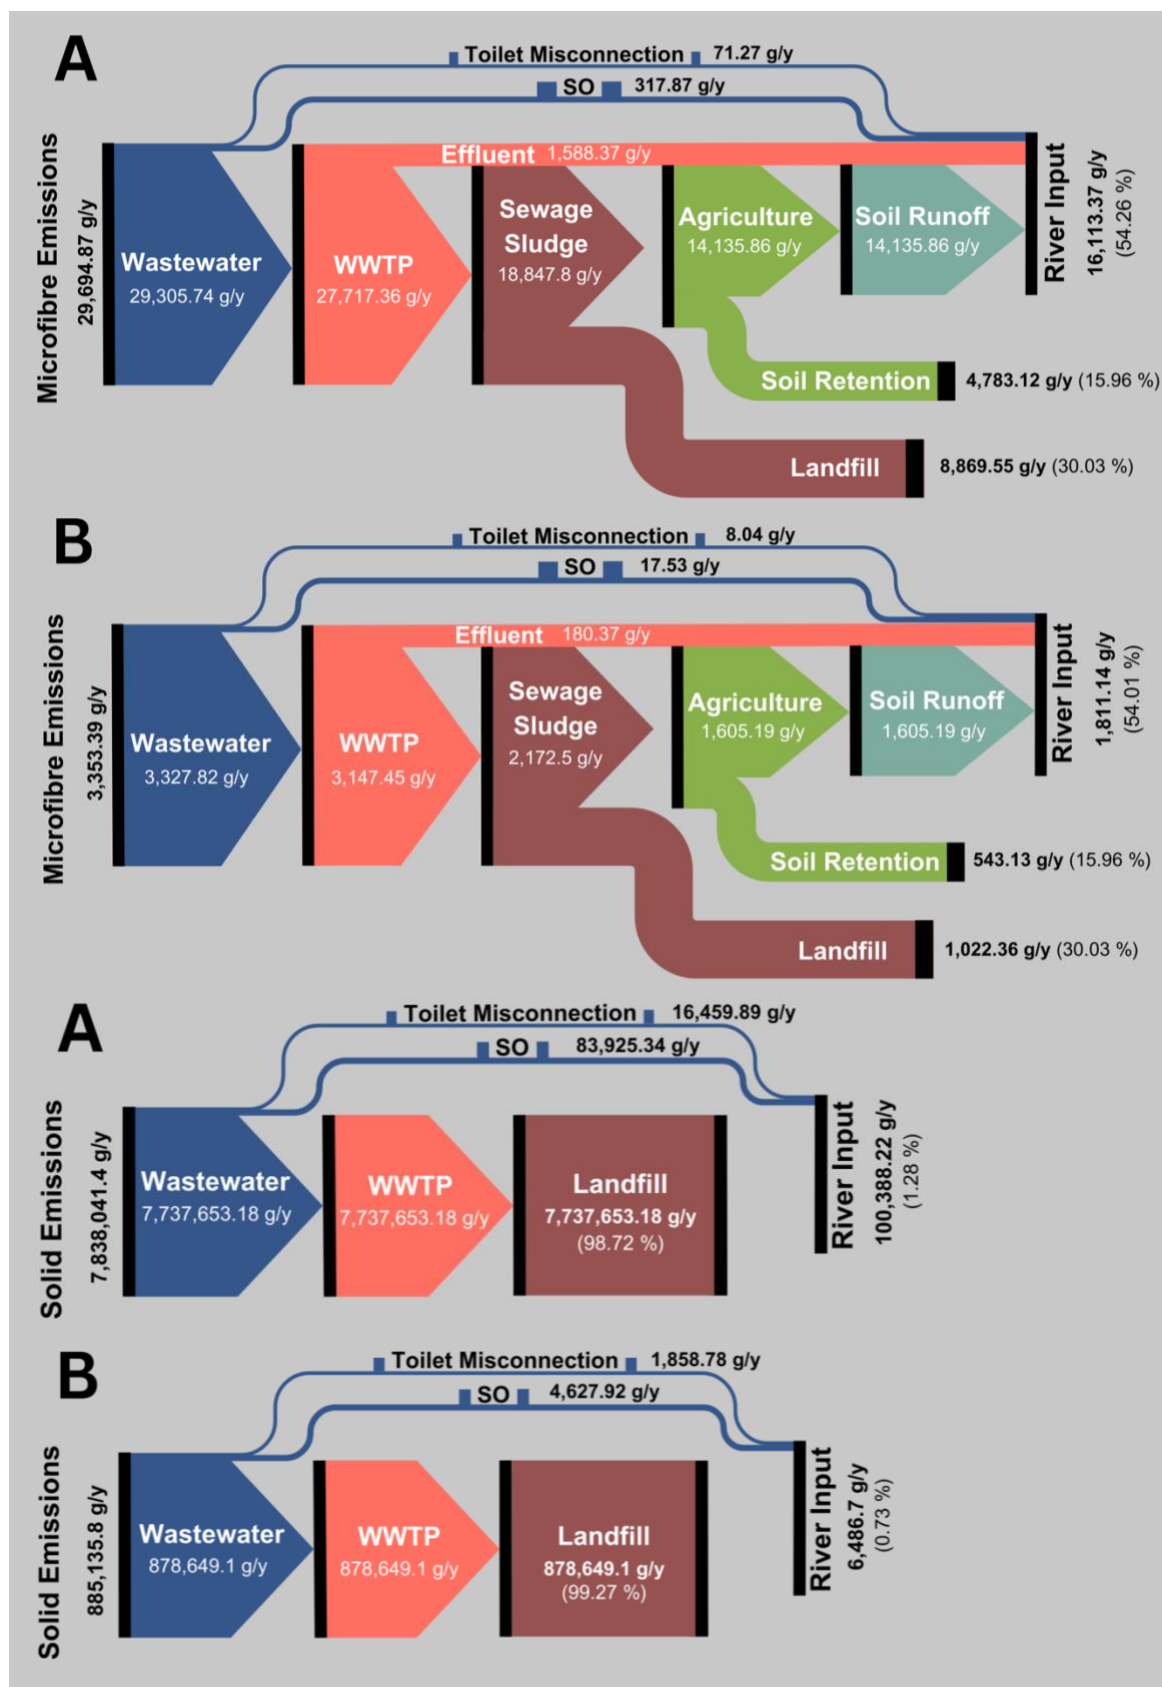 A
Toilet Misconnection 71.27 g/y
SO 317.87 g/y
Microfibre Emissions
29,694.87 g/y
Effluent 1,588.37 g/y
Wastewater
29,305.74 g/y
WWTP
27,717.36 g/y
Sewage
Sludge
18,847.8 g/y
Agriculture
14,135.86 g/y
Soil Runoff
14,135.86 g/y
River Input
16,113.37 g/y
(54.26 %)
Soil Retention 4,783.12 g/y (15.96 %)
Landfill 8,869.55 g/y (30.03 %)
B
Toilet Misconnection 8.04 g/y
SO 17.53 g/y
Microfibre Emissions
3,353.39 g/y
Effluent 180.37 g/y
Wastewater
3,327.82 g/y
WWTP
3,147.45 g/y
Sewage
Sludge
2,172.5 g/y
Agriculture
1,605.19 g/y
Soil Runoff
1,605.19 g/y
River Input
1,811.14 g/y
(54.01 %)
Soil Retention 543.13 g/y (15.96 %)
Landfill 1,022.36 g/y (30.03 %)
A
Toilet Misconnection 16,459.89 g/y
SO 83,925.34 g/y
Solid Emissions
7,838,041.4 g/y
Wastewater
7,737,653.18 g/y
WWTP
7,737,653.18 g/y
Landfill
7,737,653.18 g/y
(98.72 %)
River Input
100,388.22 g/y
(1.28 %)
B
Toilet Misconnection 1,858.78 g/y
SO 4,627.92 g/y
Solid Emissions
885,135.8 g/y
Wastewater
878,649.1 g/y
WWTP
878,649.1 g/y
Landfill
878,649.1 g/y
(99.27 %)
River Input
6,486.7 g/y
(0.73 %)